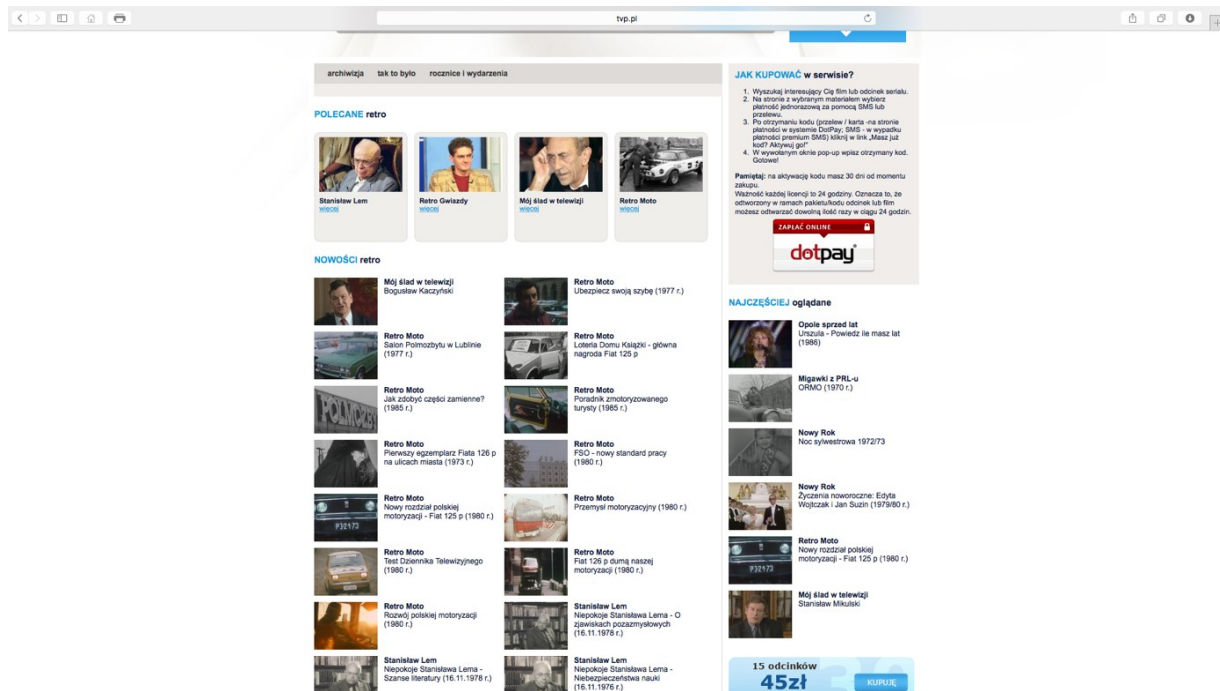 tvp.pl
archiwizja tak to było rocznice i wydarzenia
POLECANE retro
Stanisław Lem
więcej
Retro Gwiazdy
więcej
Mój ślad w telewizji
więcej
Retro Moto
więcej
NOWOŚCI retro
Mój ślad w telewizji
Bogusław Kaczyński
Retro Moto
Ubezpiecz swoją szybę (1977 r.)
Retro Moto
Salon Polmozbytu w Lublinie
(1977 r.)
Retro Moto
Loteria Domu Książki - główna
nagroda Fiat 125 p
POLMOZBY
Retro Moto
Jak zdobyć części zamienne?
(1985 r.)
Retro Moto
Poradnik zmotoryzowanego
turysty (1985 r.)
Retro Moto
Pierwszy egzemplarz Fiata 126 p
na ulicach miasta (1973 r.)
Retro Moto
FSO - nowy standard pracy
(1980 r.)
Retro Moto
Nowy rozdział polskiej
motoryzacji - Fiat 125 p (1980 r.)
Retro Moto
Przemysł motoryzacyjny (1980 r.)
Retro Moto
Test Dziennika Telewizyjnego
(1980 r.)
Retro Moto
Fiat 126 p dumą naszej
motoryzacji (1980 r.)
Retro Moto
Rozwój polskiej motoryzacji
(1980 r.)
Stanisław Lem
Niepokoje Stanisława Lema - O
zjawiskach pozazmysłowych
(16.11.1978 r.)
Stanisław Lem
Niepokoje Stanisława Lema -
Szanse literatury (16.11.1978 r.)
Stanisław Lem
Niepokoje Stanisława Lema -
Niebezpieczeństwa nauki
(16.11.1976 r.)
JAK KUPOWAĆ w serwisie?
1. Wyszukaj interesujący Cię film lub odcinek serialu.
2. Na stronie z wybranym materiałem wybierz
płatność jednorazową za pomocą SMS lub
przelewu.
3. Po otrzymaniu kodu (przelew / karta -na stronie
płatności w systemie DotPay; SMS - w wypadku
płatności premium SMS) kliknij w link „Masz już
kod? Aktywuj go!"
4. W wywołanym oknie pop-up wpisz otrzymany kod.
Gotowe!
Pamiętaj: na aktywację kodu masz 30 dni od momentu
zakupu.
Ważność każdej licencji to 24 godziny. Oznacza to, że
odtworzony w ramach pakietu/kodu odcinek lub film
możesz odtwarzać dowolną ilość razy w ciągu 24 godzin.
ZAPŁAĆ ONLINE
dotpay
NAJCZĘŚCIEJ oglądane
Opole sprzed lat
Urszula - Powiedz ile masz lat
(1986)
Migawki z PRL-u
ORMO (1970 r.)
Nowy Rok
Noc sylwestrowa 1972/73
Nowy Rok
Życzenia noworoczne: Edyta
Wojtczak i Jan Suzin (1979/80 r.)
Retro Moto
Nowy rozdział polskiej
motoryzacji - Fiat 125 p (1980 r.)
Mój ślad w telewizji
Stanisław Mikulski
15 odcinków
45zł
KUPUJĘ